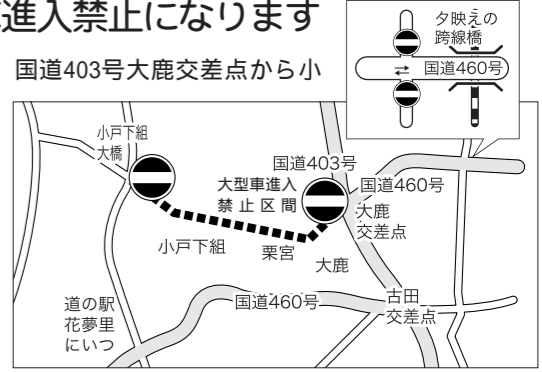 進入禁止になります
国道403号大鹿交差点から小
夕映えの
跨線橋
国道460号
小戸下組
大橋
国道403号
大型車進入
禁止区間
国道460号
大鹿
交差点
小戸下組
栗宮
大鹿
道の駅
花夢里
にいつ
国道460号
古田
交差点